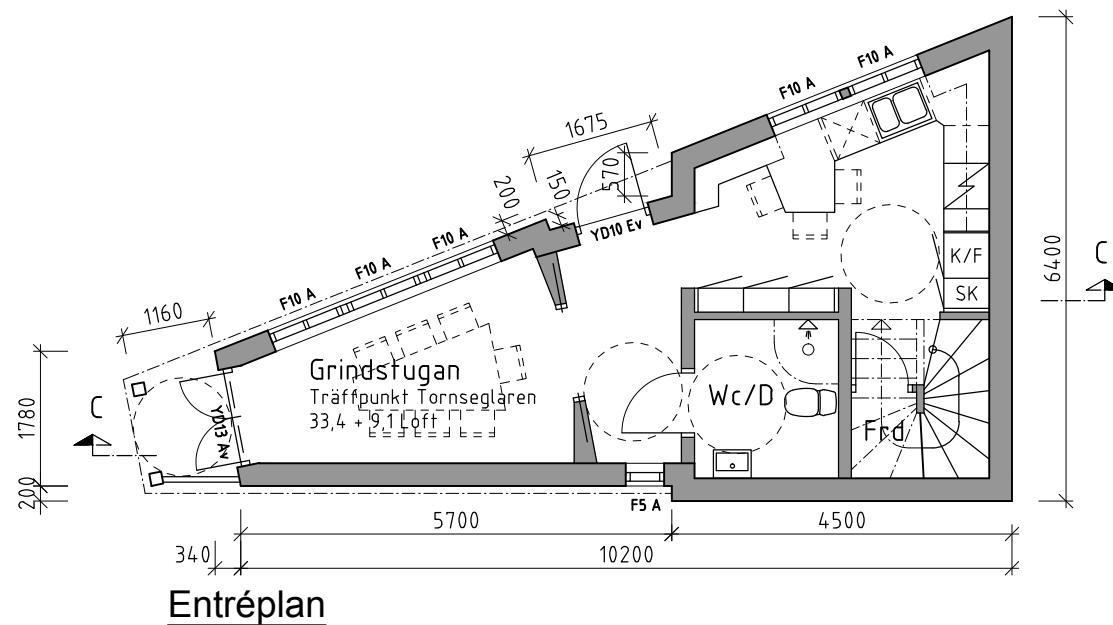 F10 A
F10 A
1675
570
150
200
YD10 Ev
F10 A
F10 A
F10 A
K/F
SK
6400
C
1160
Grindstugan
Träffpunkt Tornseglaren
33,4 + 9,1 Loft
Wc/D
Frd
1780
C
YD13 Av
200
F5 A
5700
4500
340
10200
Entréplan